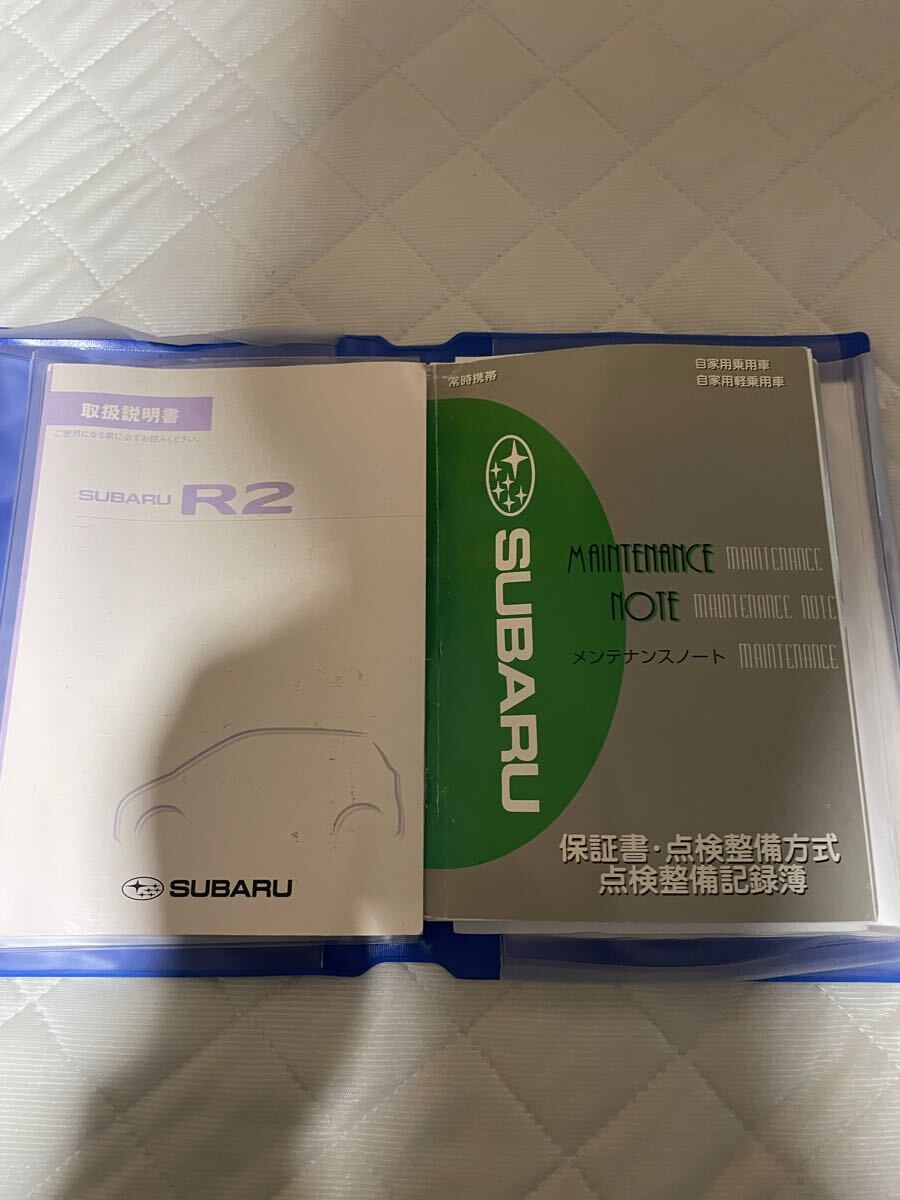 取扱説明書
ご使用になる前に必ずお読みください。
SUBARU R2
SUBARU
常時携帯
自家用乗用車
自家用軽乗用車
SUBARU
MAINTENANCE MAINTENANCE
NOTE MAINTENANCE NOTE
メンテナンスノート MAINTENANCE
保証書・点検整備方式
点検整備記録簿